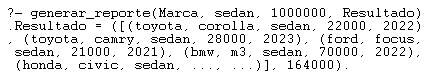 ?- generar_reporte(Marca, sedan, 1000000, Resultado)
.Resultado = ([(toyota, corolla, sedan, 22000, 2022)
, (toyota, camry, sedan, 28000, 2023), (ford, focus,
sedan, 21000, 2021), (bmw, m3, sedan, 70000, 2022),
(honda, civic, sedan, ..., ...)], 164000).